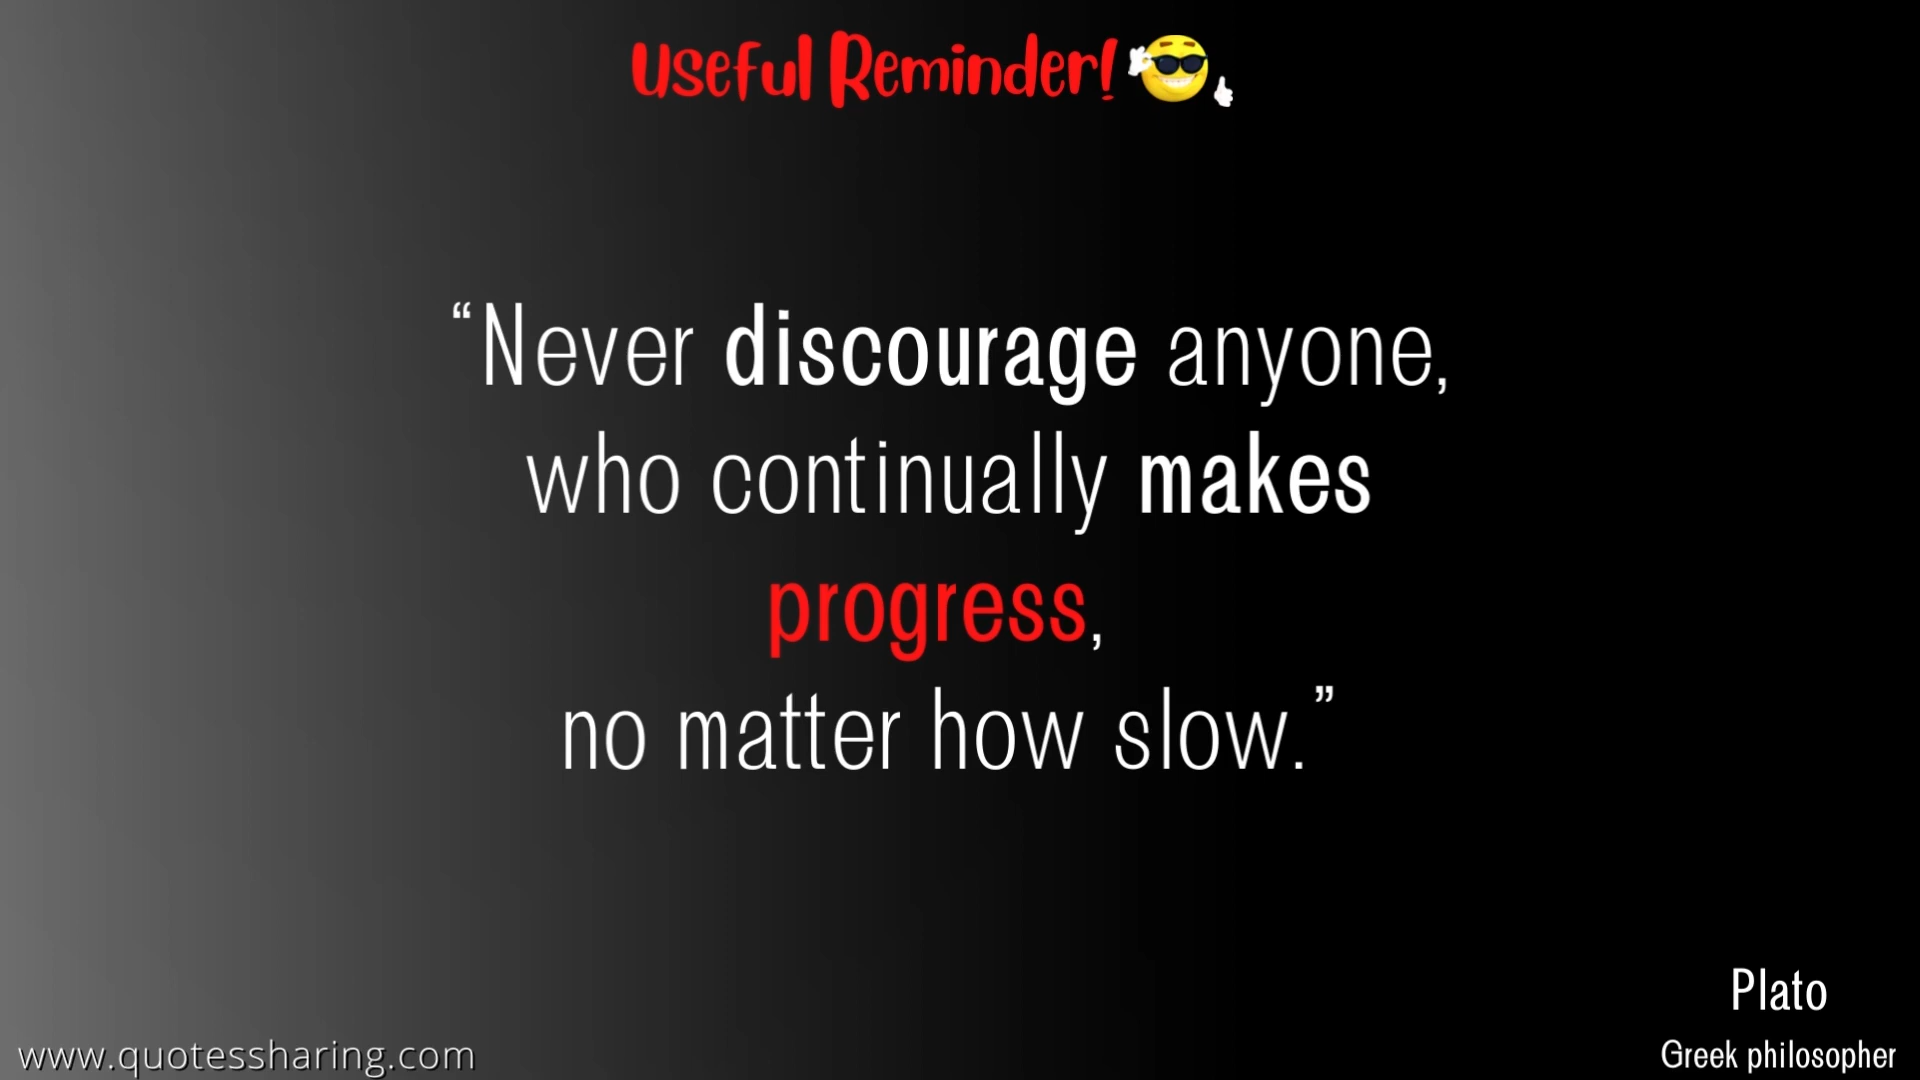 Useful Reminder!
“Never discourage anyone,
who continually makes
progress,
no matter how slow.”
Plato
Greek philosopher
www.quotessharing.com